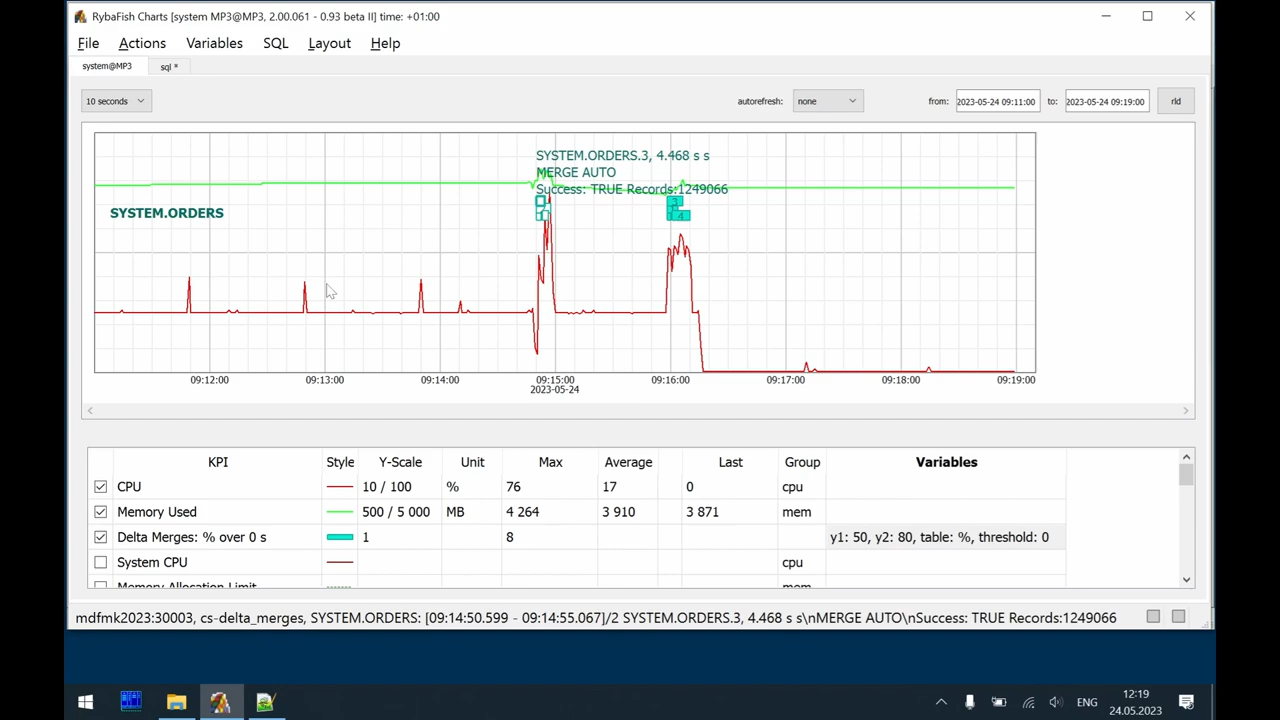 RybaFish Charts [system MP3@MP3, 2.00.061 - 0.93 beta II] time: +01:00
File Actions Variables SQL Layout Help
system@MP3 sql *
10 seconds autorefresh: none from: 2023-05-24 09:11:00 to: 2023-05-24 09:19:00 rld
SYSTEM.ORDERS.3, 4.468 s s
MERGE AUTO
Success: TRUE Records:1249066
SYSTEM.ORDERS
3
4
09:12:00 09:13:00 09:14:00 09:15:00 09:16:00 09:17:00 09:18:00 09:19:00
2023-05-24
KPI Style Y-Scale Unit Max Average Last Group Variables
CPU 10 / 100 % 76 17 0 cpu
Memory Used 500 / 5 000 MB 4 264 3 910 3 871 mem
Delta Merges: % over 0 s 1 8 y1: 50, y2: 80, table: %, threshold: 0
System CPU cpu
Memory Allocation Limit mem
mdfmk2023:30003, cs-delta_merges, SYSTEM.ORDERS: [09:14:50.599 - 09:14:55.067]/2 SYSTEM.ORDERS.3, 4.468 s s\nMERGE AUTO\nSuccess: TRUE Records:1249066
ENG 12:19
24.05.2023